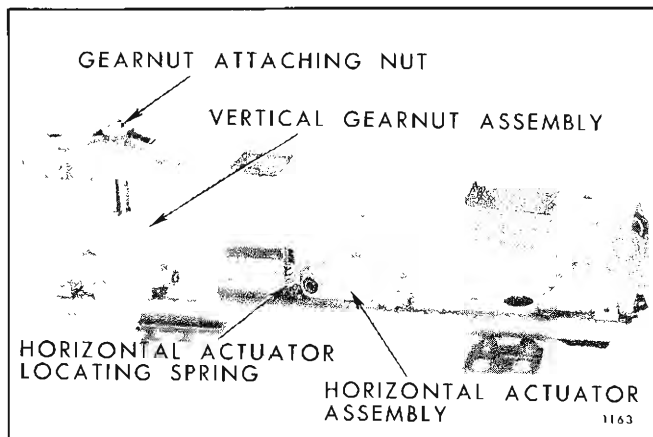 GEARNUT ATTACHING NUT
VERTICAL GEARNUT ASSEMBLY
HORIZONTAL ACTUATOR
LOCATING SPRING
HORIZONTAL ACTUATOR
ASSEMBLY
1163